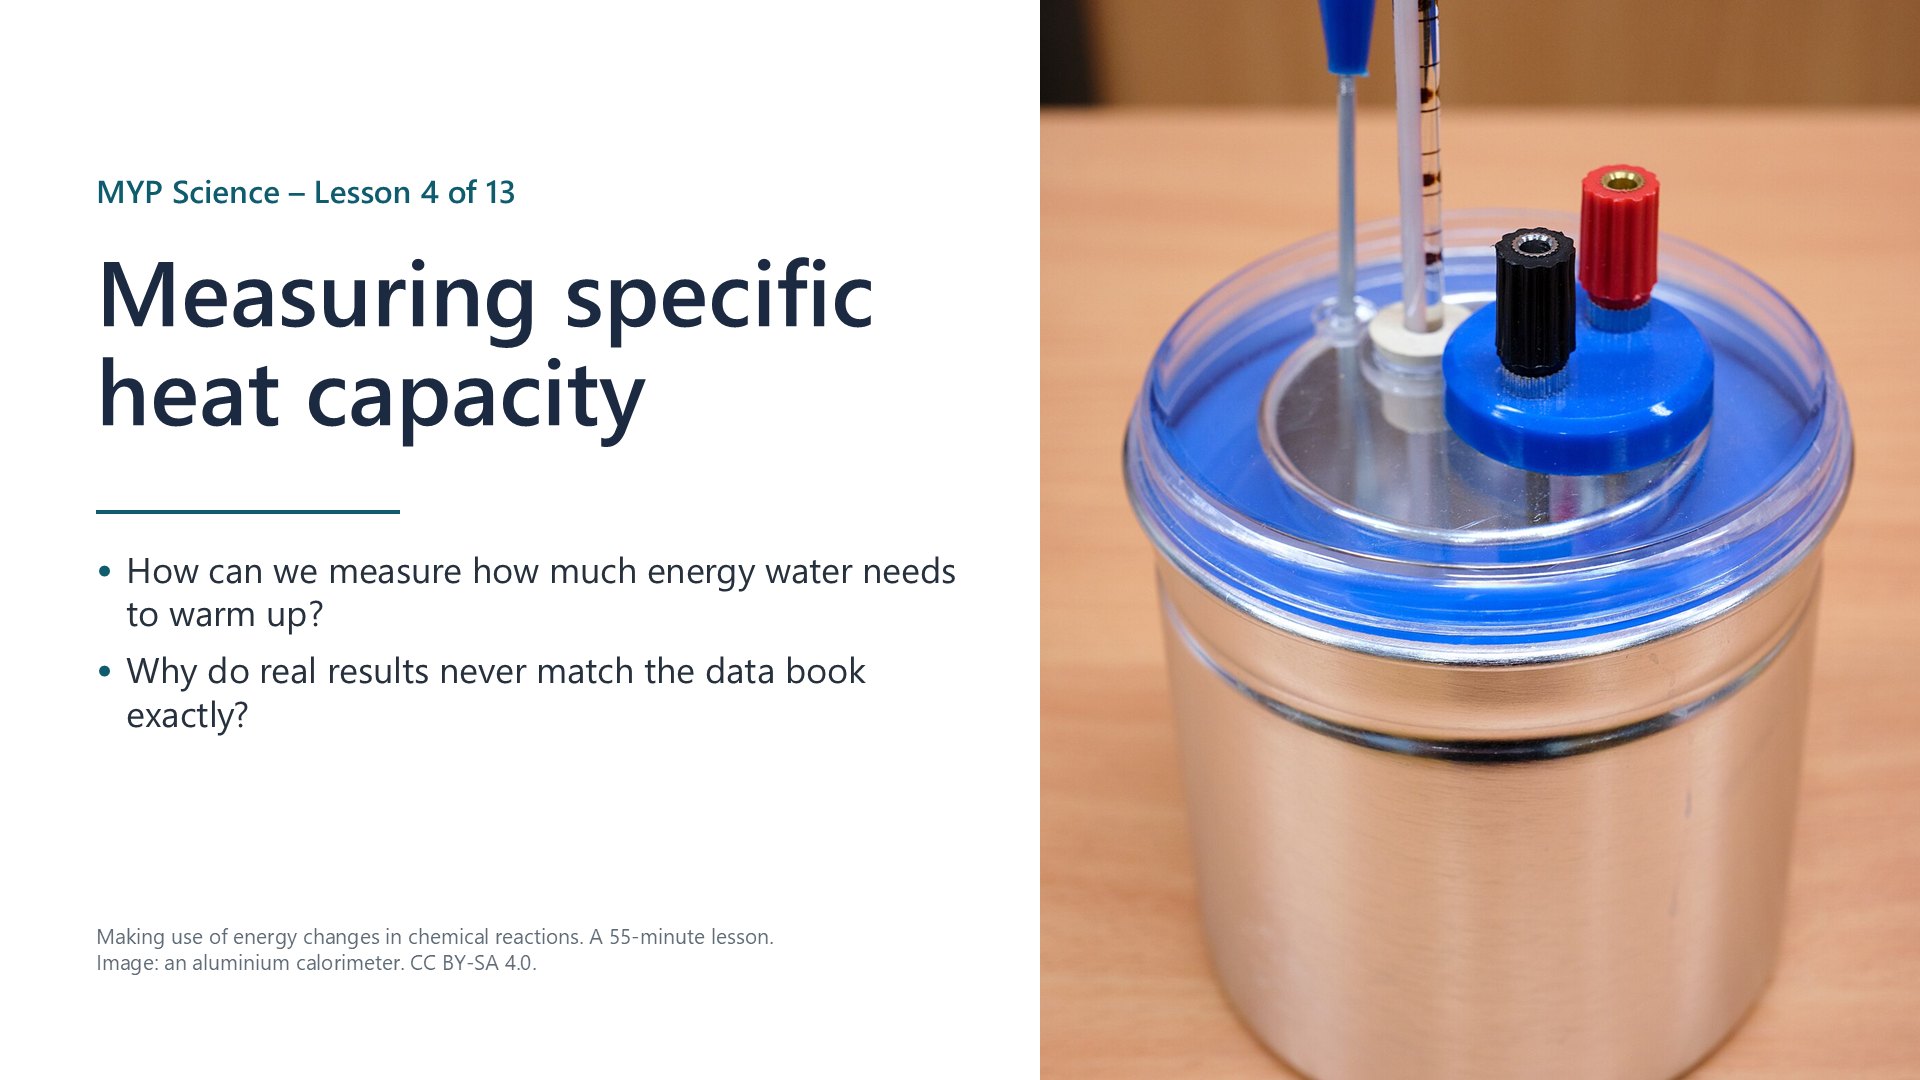 MYP Science – Lesson 4 of 13
Measuring specific
heat capacity
• How can we measure how much energy water needs
to warm up?
• Why do real results never match the data book
exactly?
Making use of energy changes in chemical reactions. A 55-minute lesson.
Image: an aluminium calorimeter. CC BY-SA 4.0.